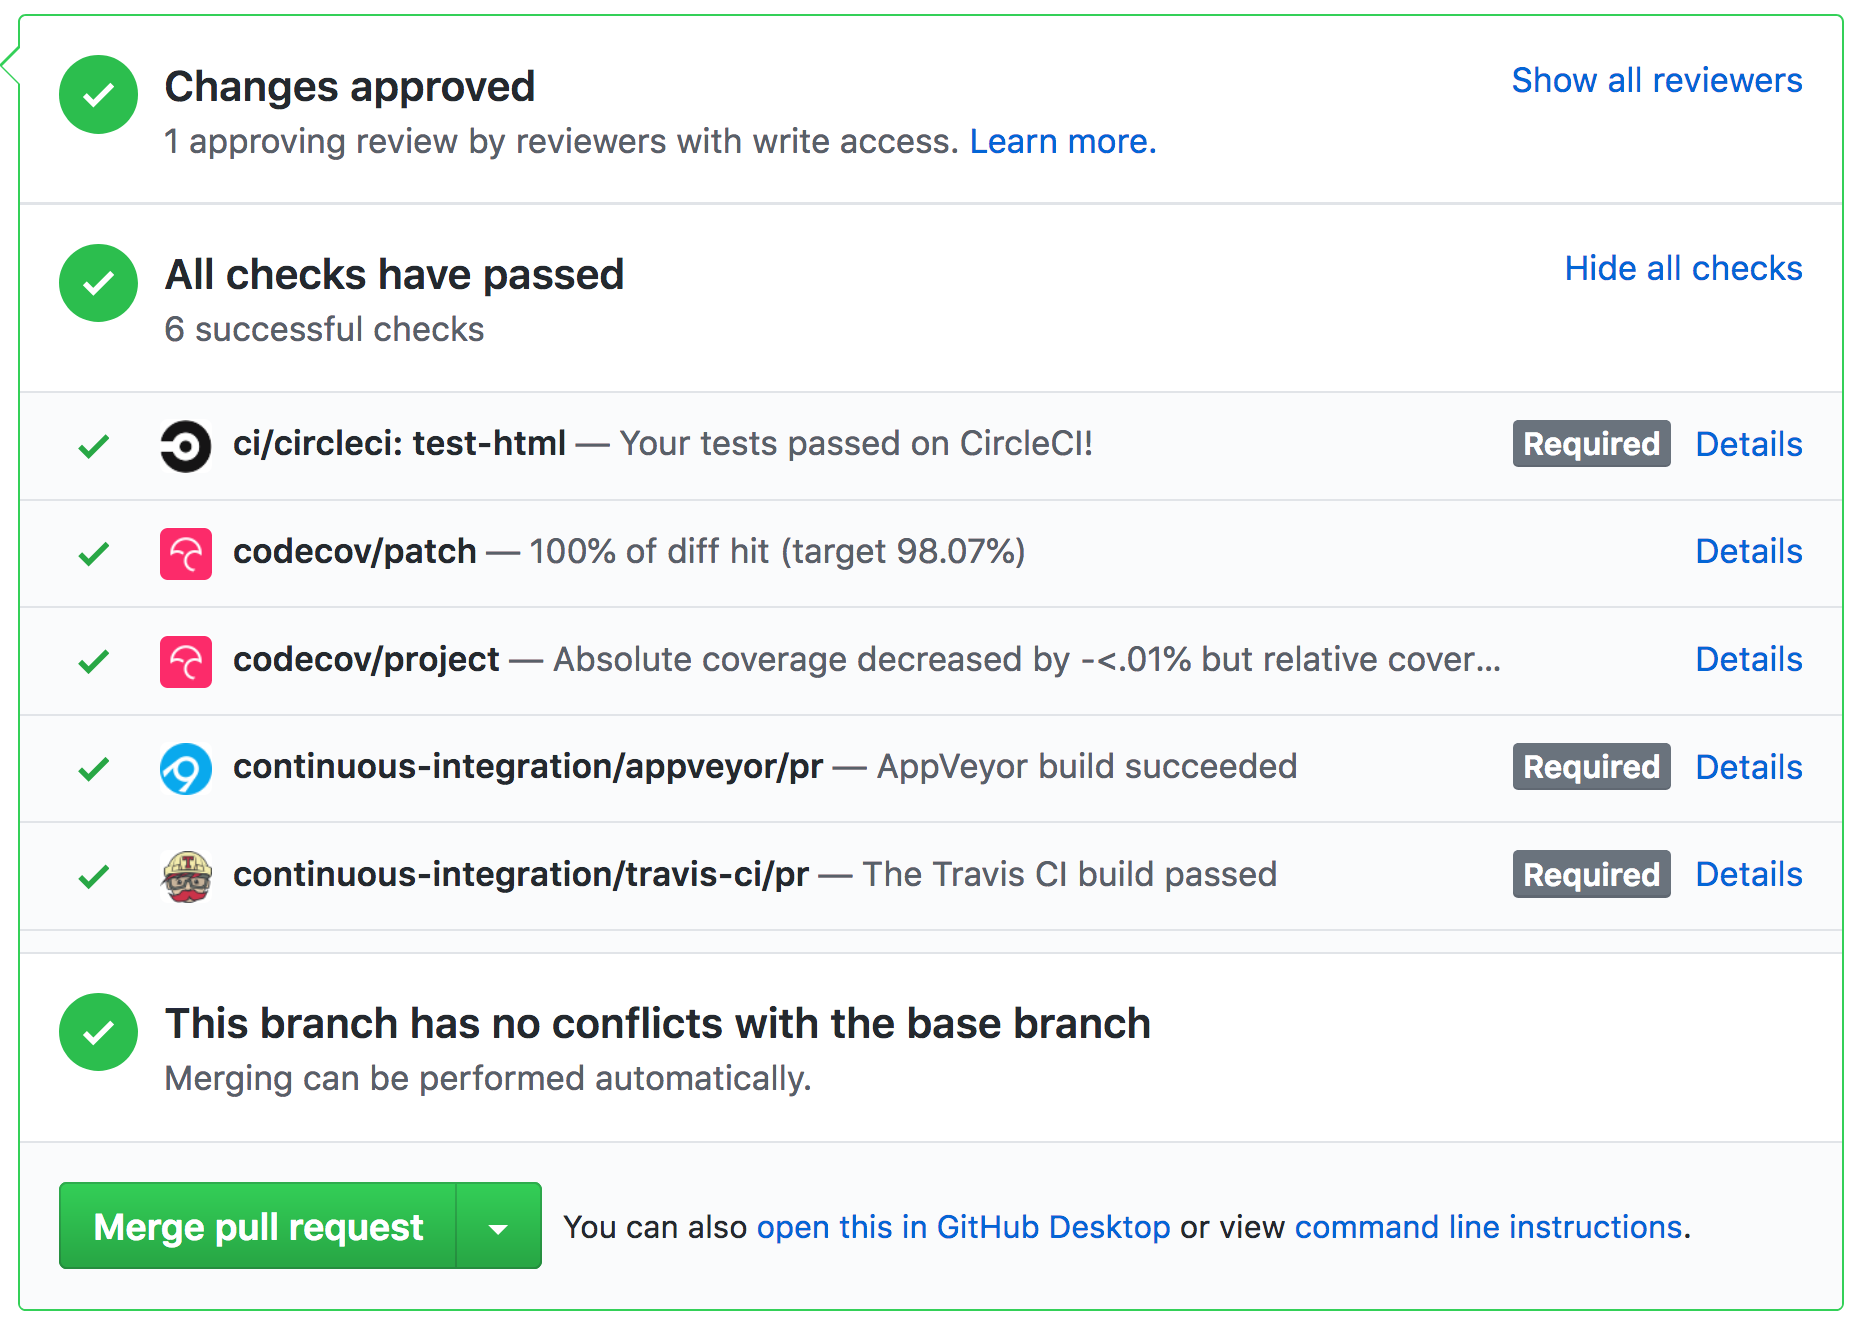 Changes approved
Show all reviewers
1 approving review by reviewers with write access. Learn more.
All checks have passed
Hide all checks
6 successful checks
ci/circleci: test-html — Your tests passed on CircleCI! Required Details
codecov/patch — 100% of diff hit (target 98.07%) Details
codecov/project — Absolute coverage decreased by -<.01% but relative cover... Details
continuous-integration/appveyor/pr — AppVeyor build succeeded Required Details
continuous-integration/travis-ci/pr — The Travis CI build passed Required Details
This branch has no conflicts with the base branch
Merging can be performed automatically.
Merge pull request You can also open this in GitHub Desktop or view command line instructions.